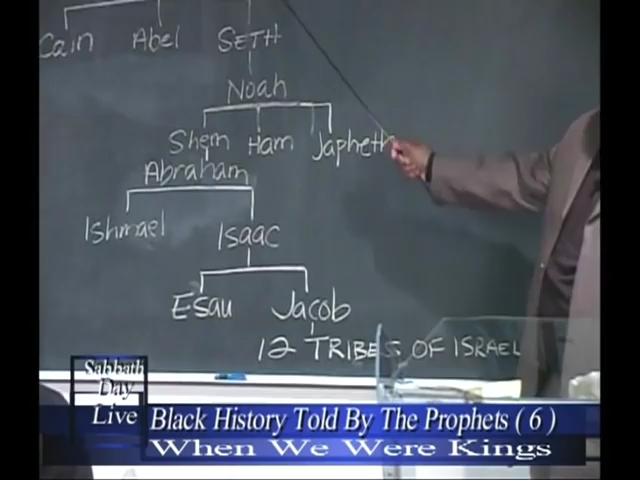 Cain Abel SETH
Noah
Shem Ham Japheth
Abraham
Ishmael Isaac
Esau Jacob
12 TRIBES OF ISRAEL
Sabbath
Day
Live
Black History Told By The Prophets ( 6 )
When We Were Kings